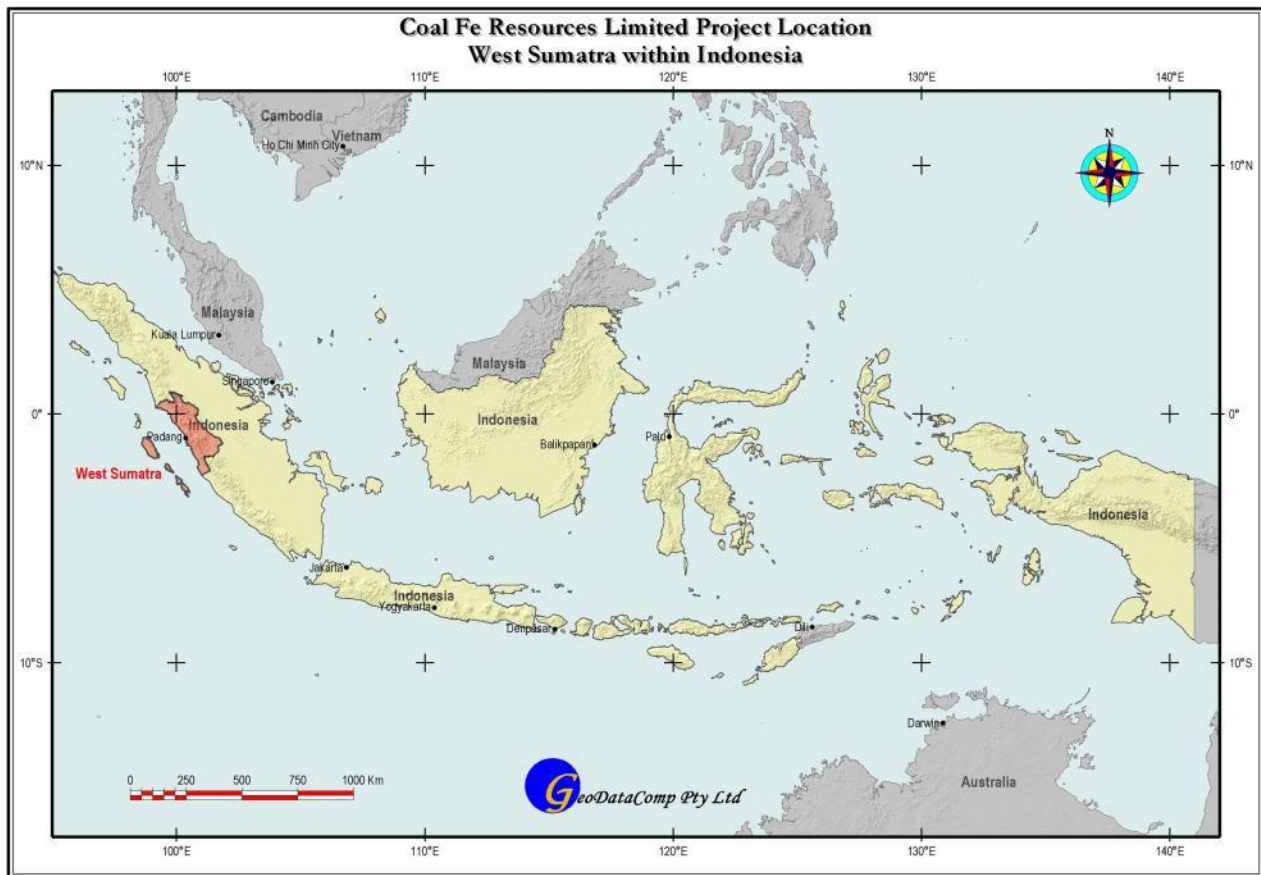 Coal Fe Resources Limited Project Location
West Sumatra within Indonesia
100°E
110°E
120°E
130°E
140°E
Cambodia
Vietnam
Ho Chi Minh City
10°N
10°N
N
Malaysia
Kuala Lumpur
Singapore
Malaysia
0°
0°
Indonesia
Indonesia
Padang
Balikpapan
Palu
West Sumatra
Indonesia
Jakarta
Indonesia
Yogyakarta
Denpasar
Dili
10°S
10°S
Darwin
Australia
0 250 500 750 1000 Km
GeoDataComp Pty Ltd
100°E
110°E
120°E
130°E
140°E